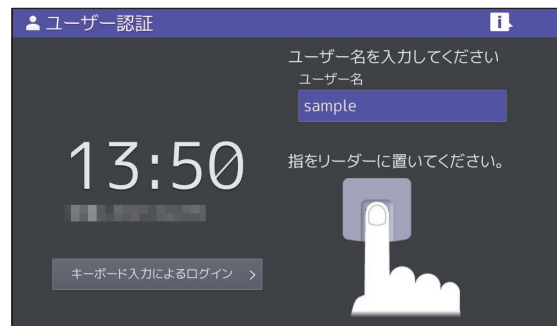 ユーザー認証
ユーザー名を入力してください
ユーザー名
sample
13:50
指をリーダーに置いてください。
キーボード入力によるログイン